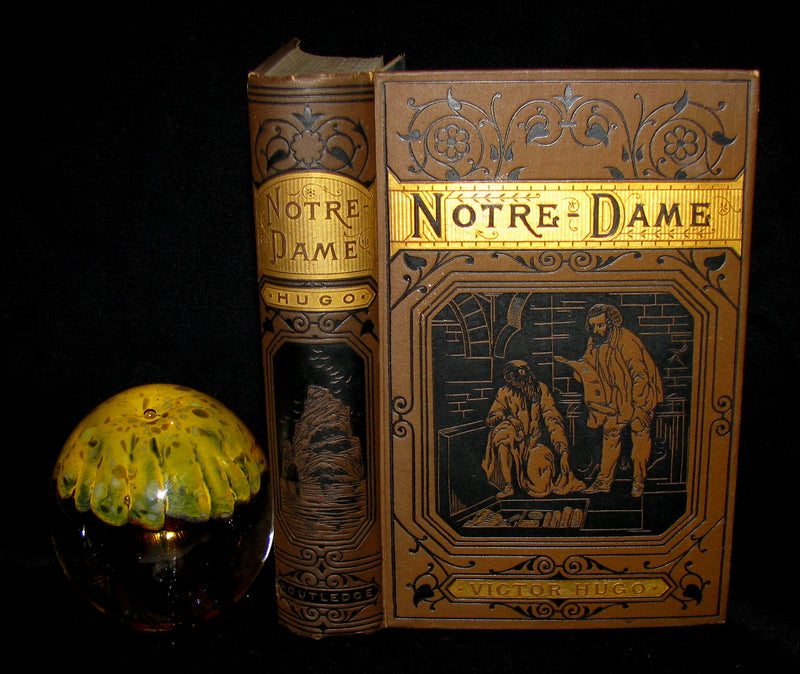 NOTRE-
DAME
HUGO
ROUTLEDGE
NOTRE-DAME
VICTOR HUGO